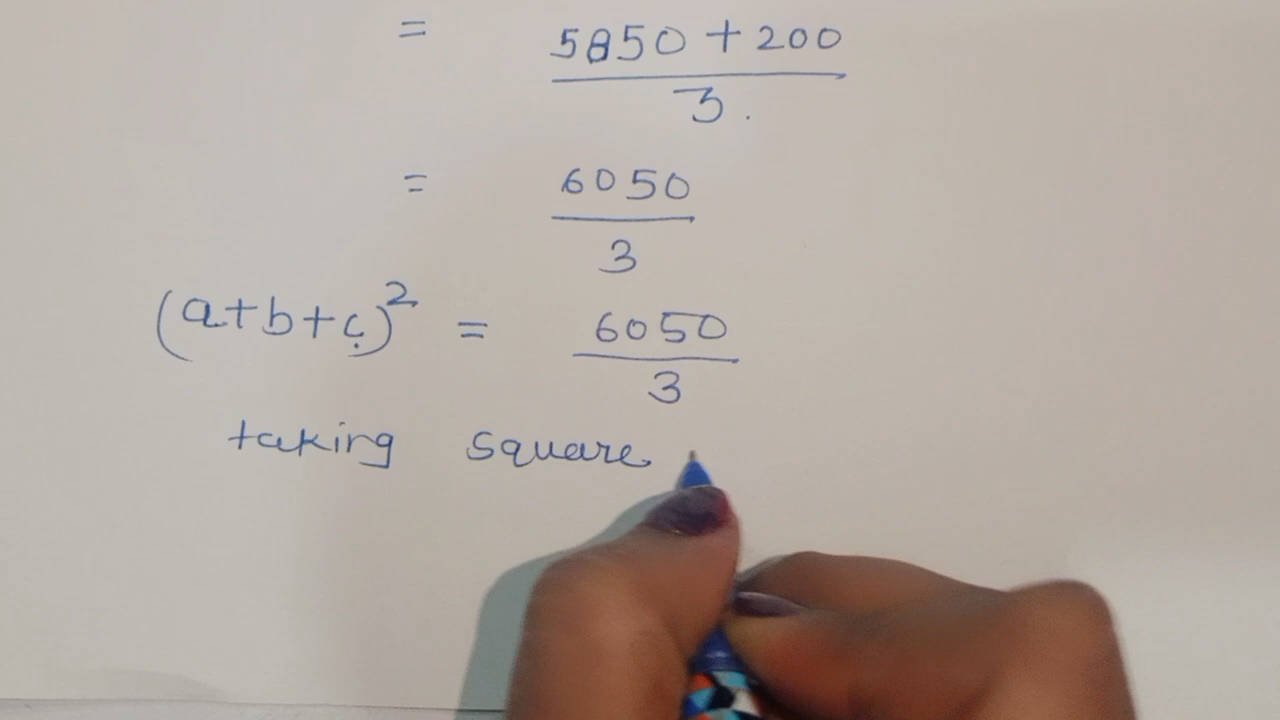 = 5850 + 200
3.
= 6050
3
(a+b+c)² = 6050
3
taking square